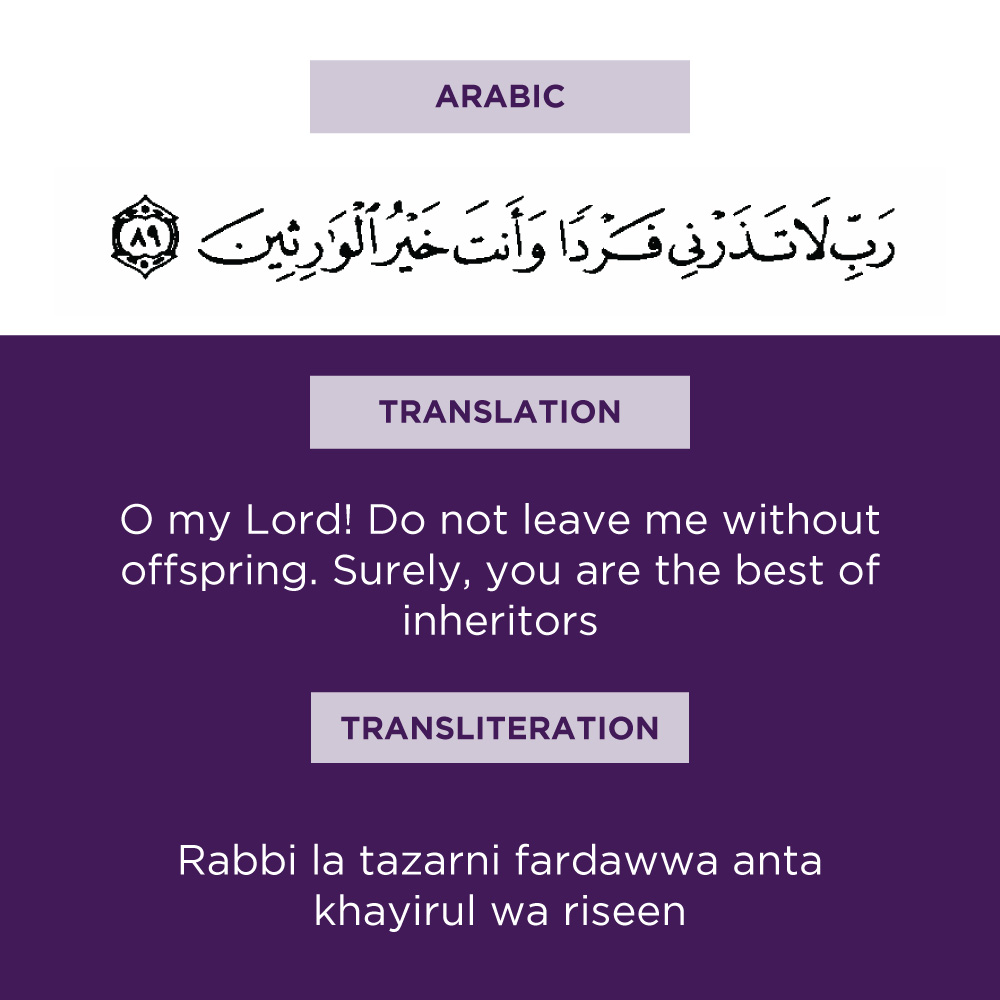 ARABIC
رَبِّ لَا تَذَرْنِي فَرْدًا وَأَنتَ خَيْرُ ٱلْوَٰرِثِينَ ٨٩
TRANSLATION
O my Lord! Do not leave me without
offspring. Surely, you are the best of
inheritors
TRANSLITERATION
Rabbi la tazarni fardawwa anta
khayirul wa riseen